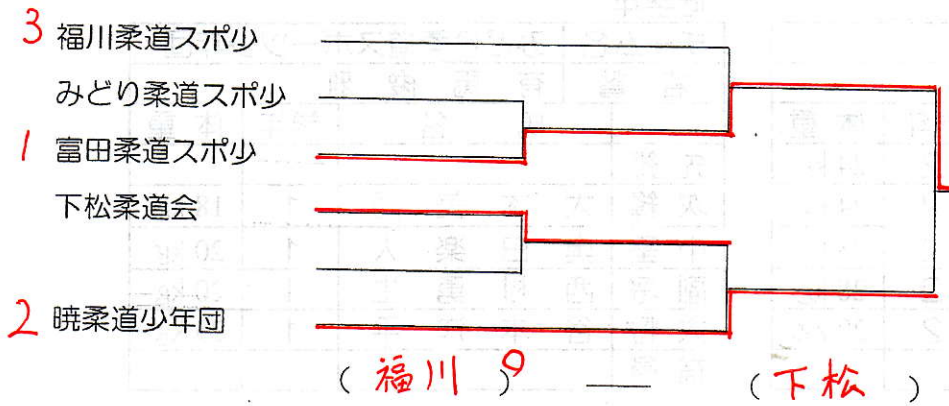 3 福川柔道スポ少
みどり柔道スポ少
1 富田柔道スポ少
下松柔道会
2 暁柔道少年団
( 福川 ) ― ( 下松 )